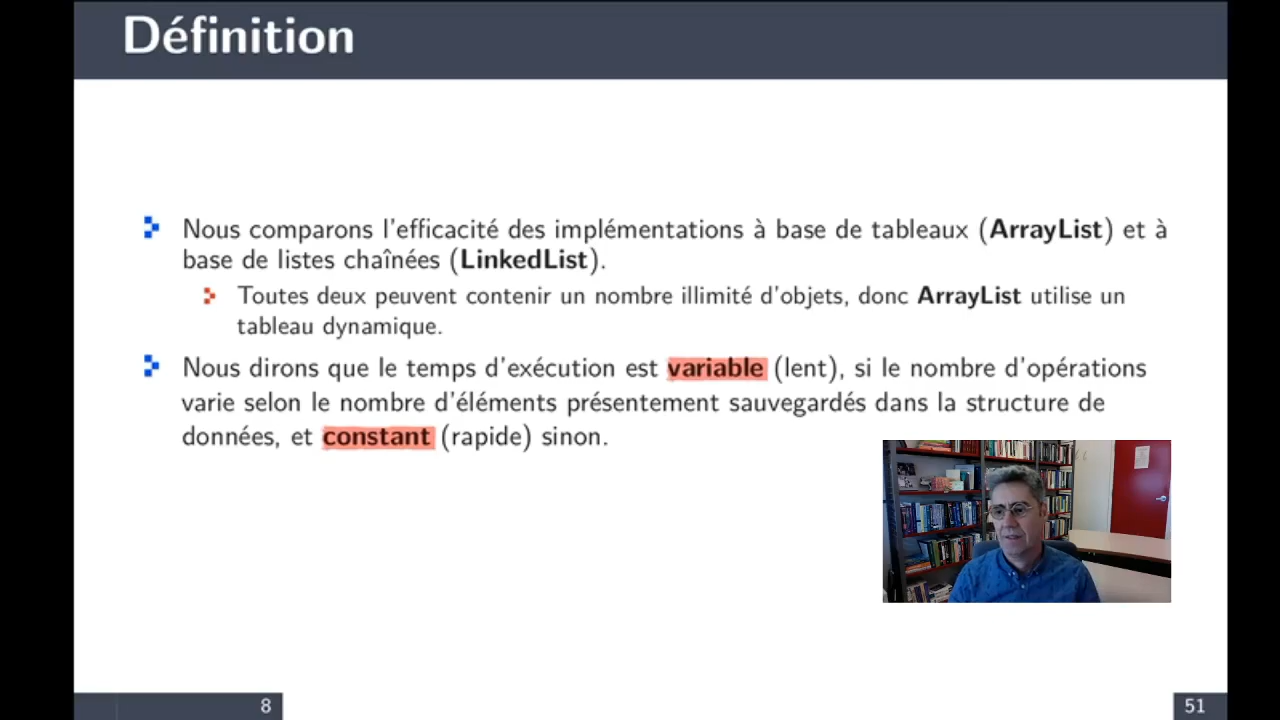 Définition
Nous comparons l'efficacité des implémentations à base de tableaux (ArrayList) et à
base de listes chaînées (LinkedList).
Toutes deux peuvent contenir un nombre illimité d'objets, donc ArrayList utilise un
tableau dynamique.
Nous dirons que le temps d'exécution est variable (lent), si le nombre d'opérations
varie selon le nombre d'éléments présentement sauvegardés dans la structure de
données, et constant (rapide) sinon.
8
51